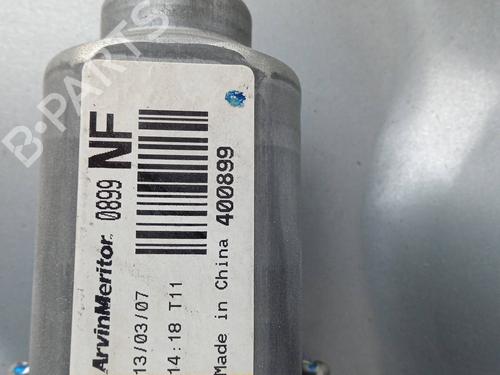 ArvinMeritor 0899 NF
13/03/07
14:18 T11
Made in China 400899
B-PARTS